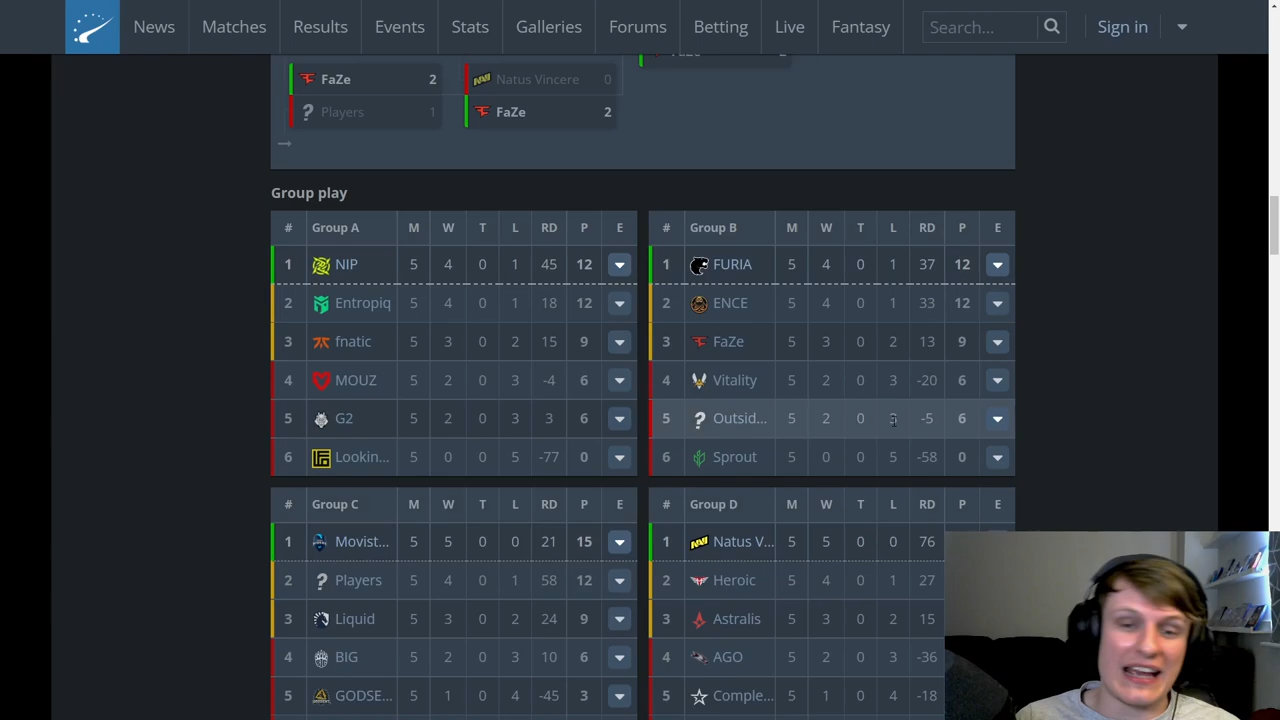 News Matches Results Events Stats Galleries Forums Betting Live Fantasy Search... Sign in
FaZe 2 Natus Vincere 0
Players 1 FaZe 2
Group play
# Group A M W T L RD P E
1 NIP 5 4 0 1 45 12
2 Entropiq 5 4 0 1 18 12
3 fnatic 5 3 0 2 15 9
4 MOUZ 5 2 0 3 -4 6
5 G2 5 2 0 3 3 6
6 Lookin... 5 0 0 5 -77 0
# Group B M W T L RD P E
1 FURIA 5 4 0 1 37 12
2 ENCE 5 4 0 1 33 12
3 FaZe 5 3 0 2 13 9
4 Vitality 5 2 0 3 -20 6
5 Outsid... 5 2 0 3 -5 6
6 Sprout 5 0 0 5 -58 0
# Group C M W T L RD P E
1 Movist... 5 5 0 0 21 15
2 Players 5 4 0 1 58 12
3 Liquid 5 3 0 2 24 9
4 BIG 5 2 0 3 10 6
5 GODSE... 5 1 0 4 -45 3
# Group D M W T L RD P E
1 Natus V... 5 5 0 0 76
2 Heroic 5 4 0 1 27
3 Astralis 5 3 0 2 15
4 AGO 5 2 0 3 -36
5 Comple... 5 1 0 4 -18